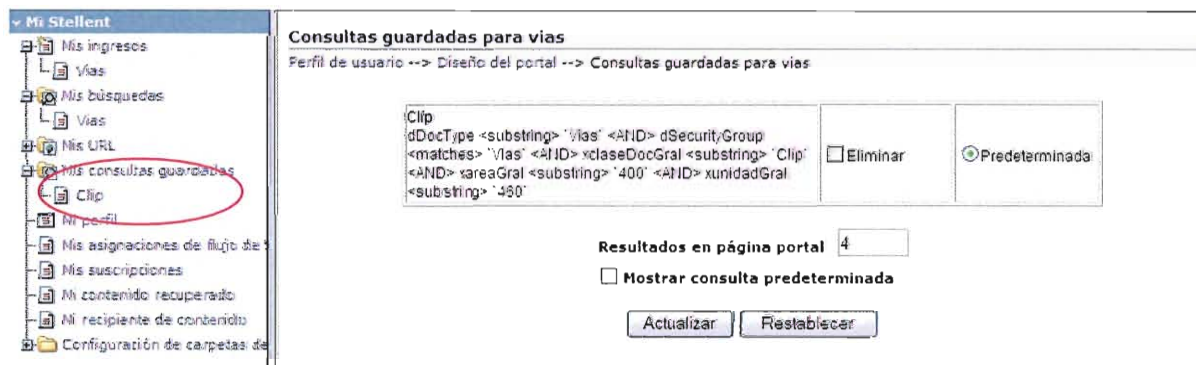 Mi Stellent
Mis ingresos
Vias
Mis búsquedas
Vias
Mis URL
Mis consultas guardadas
Clip
Mi perfil
Mis asignaciones de flujo de
Mis suscripciones
Mi contenido recuperado
Mi recipiente de contenido
Configuración de carpetas de
Consultas guardadas para vias
Perfil de usuario --> Diseño del portal --> Consultas guardadas para vias
Clip
dDocType <substring> `Vias` <AND> dSecurityGroup
<matches> `Vias` <AND> xclaseDocGral <substring> `Clip`
<AND> xareaGral <substring> `400` <AND> xunidadGral
<substring> `460`
Eliminar
Predeterminada
Resultados en página portal 4
Mostrar consulta predeterminada
Actualizar Restablecer